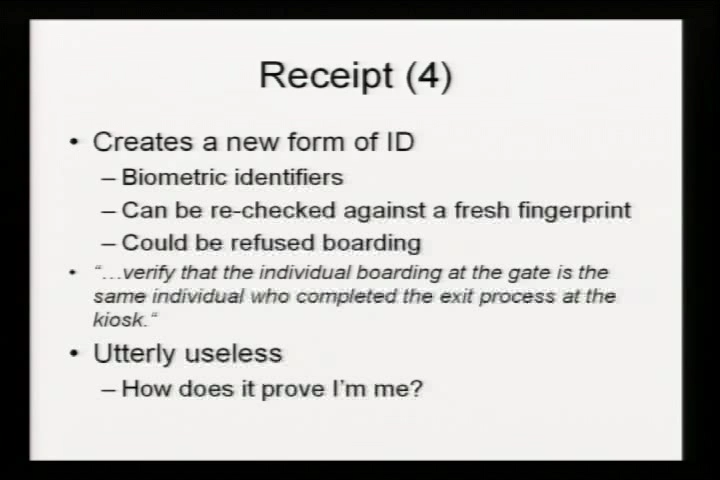 Receipt (4)
• Creates a new form of ID
– Biometric identifiers
– Can be re-checked against a fresh fingerprint
– Could be refused boarding
• “…verify that the individual boarding at the gate is the
same individual who completed the exit process at the
kiosk.“
• Utterly useless
– How does it prove I’m me?